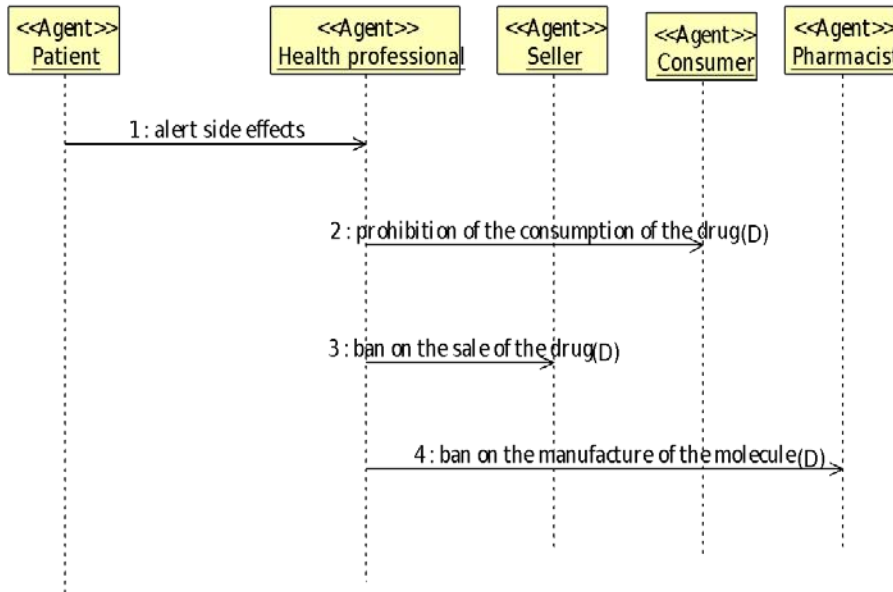 <<Agent>>
Patient
<<Agent>>
Health professional
<<Agent>>
Seller
<<Agent>>
Consumer
<<Agent>>
Pharmacist
1 : alert side effects
2 : prohibition of the consumption of the drug(D)
3 : ban on the sale of the drug(D)
4 : ban on the manufacture of the molecule(D)